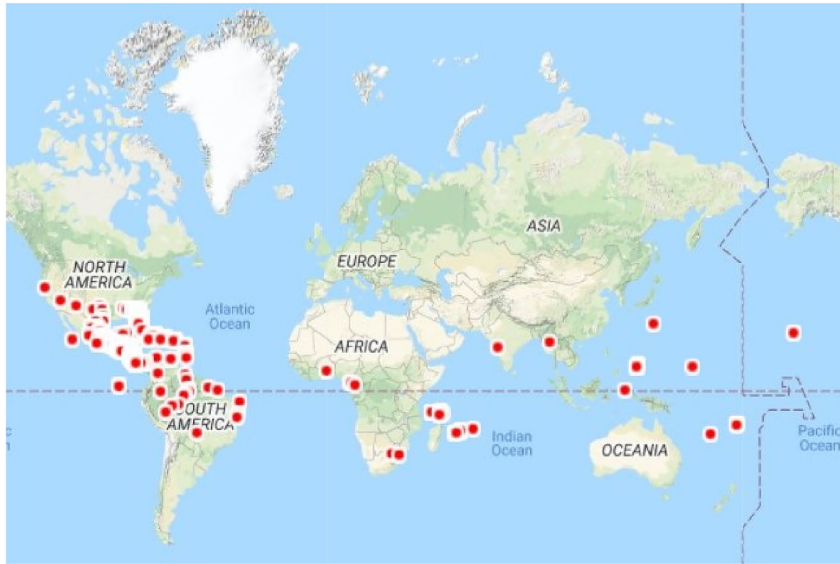 ASIA
EUROPE
NORTH
AMERICA
Atlantic
Ocean
AFRICA
SOUTH
AMERICA
Indian
Ocean
OCEANIA
Pacific
Ocean